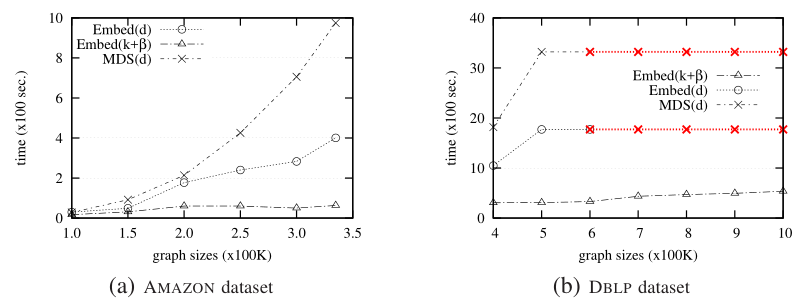 10
8
6
4
2
0
time (x100 sec.)
Embed(d)
Embed(k+β)
MDS(d)
1.0 1.5 2.0 2.5 3.0 3.5
graph sizes (x100K)
(a) AMAZON dataset
40
30
20
10
0
time (x100 sec.)
Embed(k+β)
Embed(d)
MDS(d)
4 5 6 7 8 9 10
graph sizes (x100K)
(b) DBLP dataset